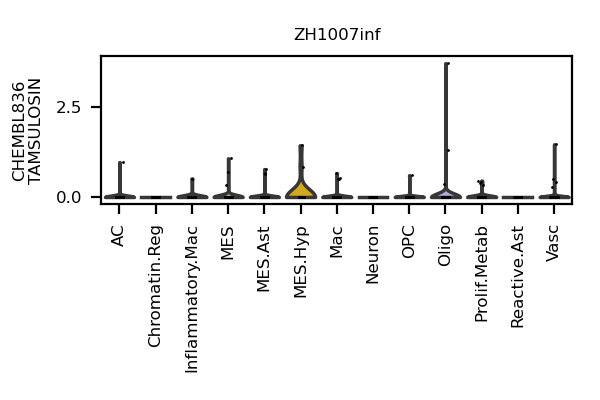 ZH1007inf
CHEMBL836
TAMSULOSIN
2.5
0.0
AC
Chromatin.Reg
Inflammatory.Mac
MES
MES.Ast
MES.Hyp
Mac
Neuron
OPC
Oligo
Prolif.Metab
Reactive.Ast
Vasc